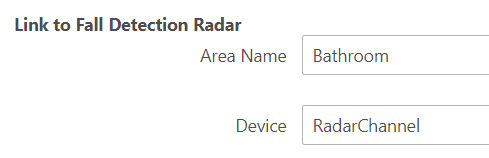 Link to Fall Detection Radar
Area Name Bathroom
Device RadarChannel